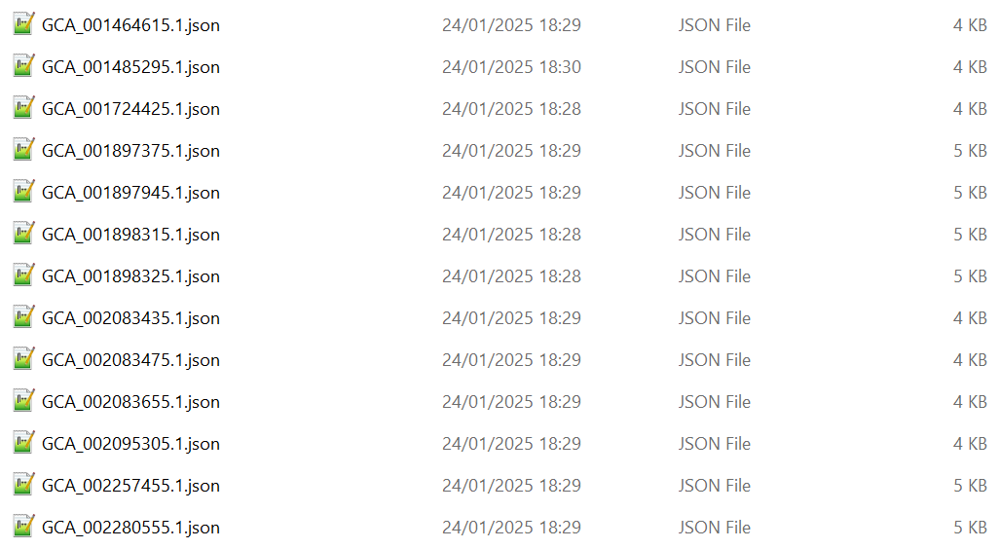 GCA_001464615.1.json 24/01/2025 18:29 JSON File 4 KB
GCA_001485295.1.json 24/01/2025 18:30 JSON File 4 KB
GCA_001724425.1.json 24/01/2025 18:28 JSON File 4 KB
GCA_001897375.1.json 24/01/2025 18:29 JSON File 5 KB
GCA_001897945.1.json 24/01/2025 18:29 JSON File 5 KB
GCA_001898315.1.json 24/01/2025 18:28 JSON File 5 KB
GCA_001898325.1.json 24/01/2025 18:28 JSON File 5 KB
GCA_002083435.1.json 24/01/2025 18:29 JSON File 4 KB
GCA_002083475.1.json 24/01/2025 18:29 JSON File 4 KB
GCA_002083655.1.json 24/01/2025 18:29 JSON File 4 KB
GCA_002095305.1.json 24/01/2025 18:29 JSON File 4 KB
GCA_002257455.1.json 24/01/2025 18:29 JSON File 5 KB
GCA_002280555.1.json 24/01/2025 18:29 JSON File 5 KB